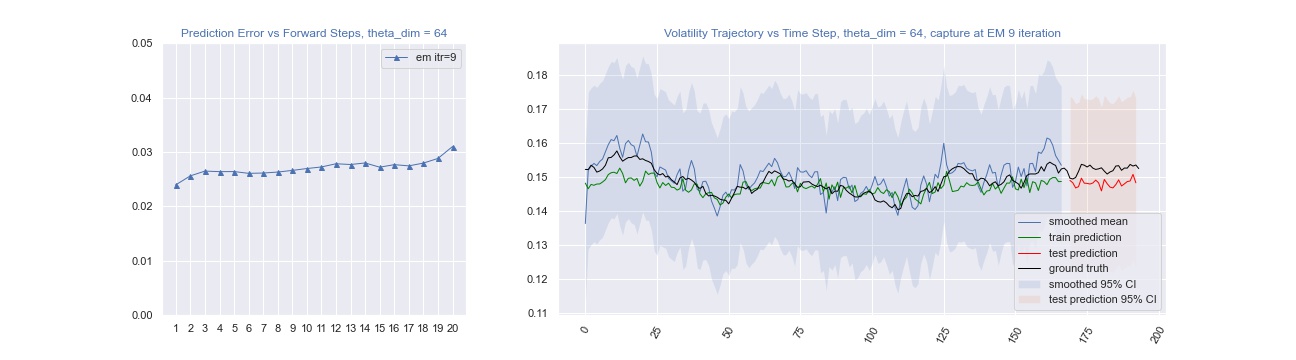 Prediction Error vs Forward Steps, theta_dim = 64
0.05
0.04
0.03
0.02
0.01
0.00
em itr=9
1 2 3 4 5 6 7 8 9 10 11 12 13 14 15 16 17 18 19 20
Volatility Trajectory vs Time Step, theta_dim = 64, capture at EM 9 iteration
0.18
0.17
0.16
0.15
0.14
0.13
0.12
0.11
smoothed mean
train prediction
test prediction
ground truth
smoothed 95% CI
test prediction 95% CI
0 25 50 75 100 125 150 175 200